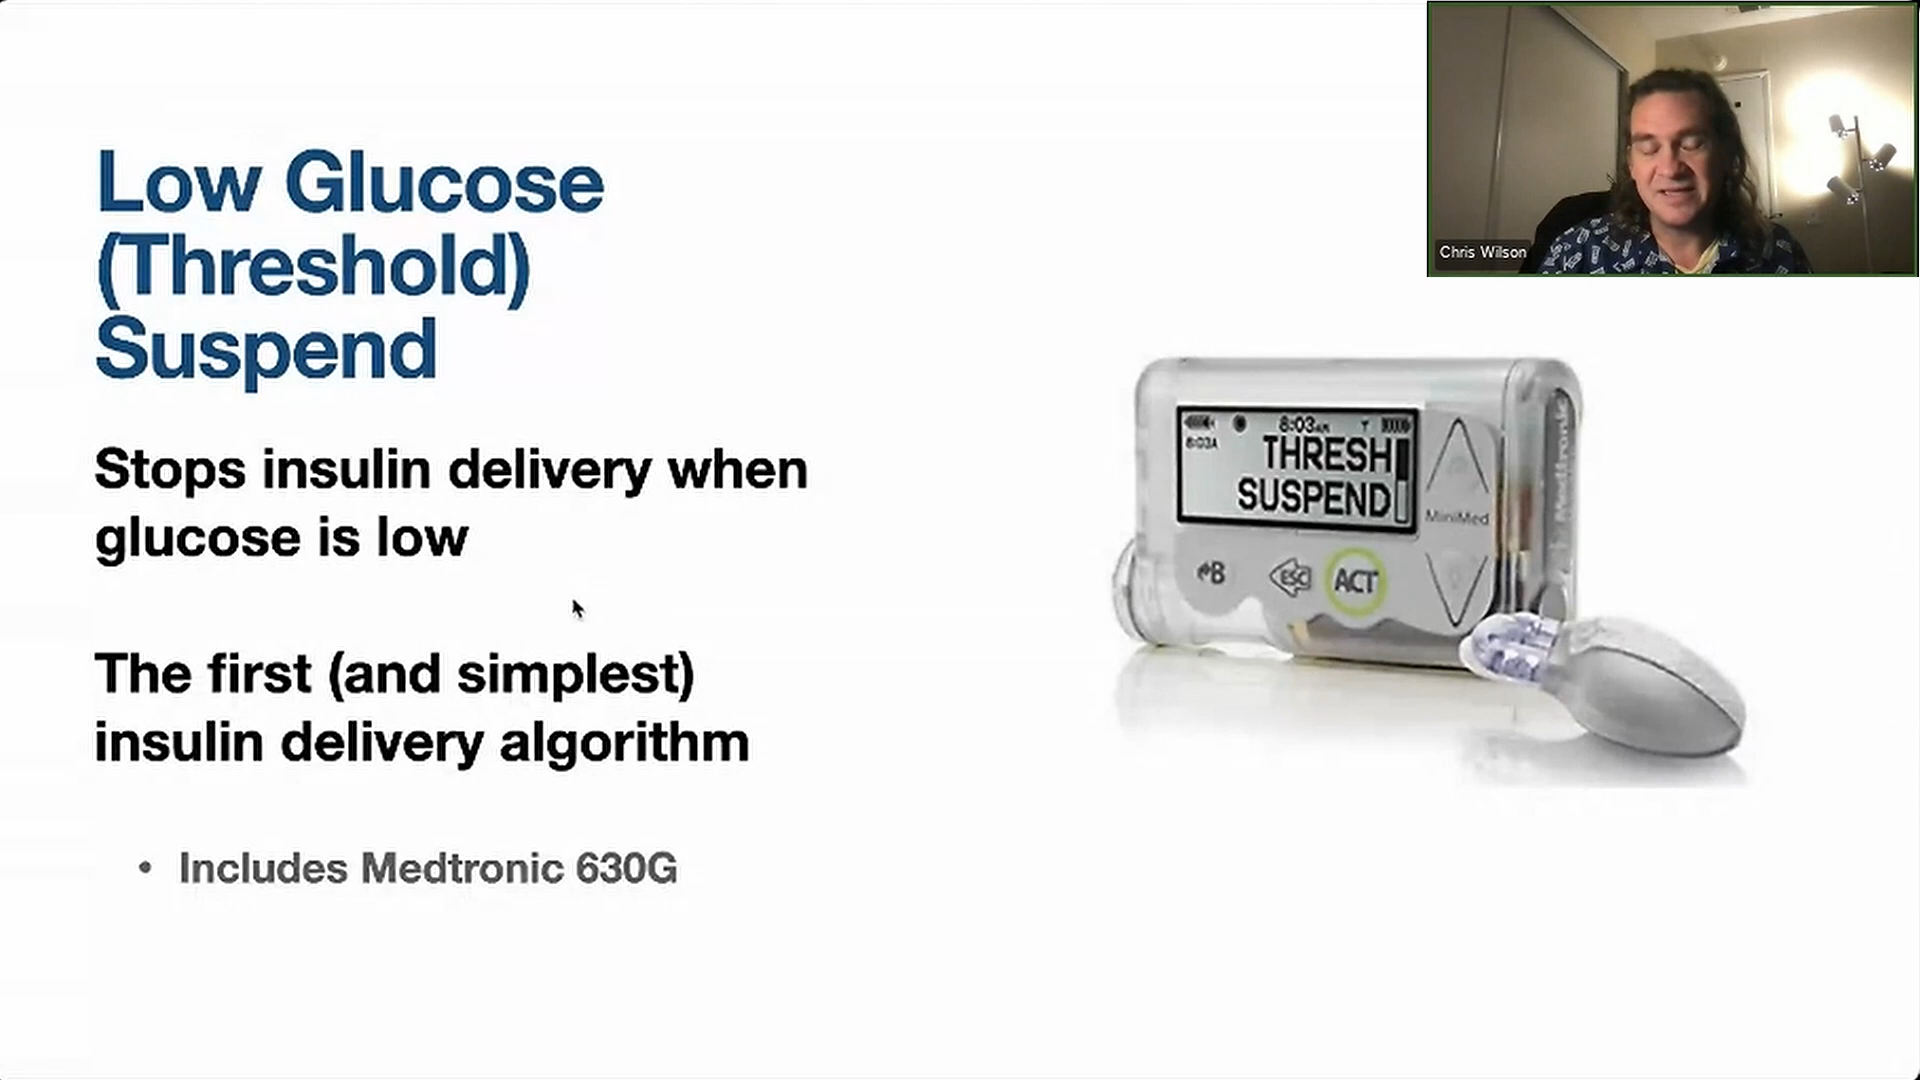 Low Glucose
(Threshold)
Suspend
Stops insulin delivery when
glucose is low
The first (and simplest)
insulin delivery algorithm
• Includes Medtronic 630G
Chris Wilson
8:03AM
8:03A
THRESH
SUSPEND
MiniMed
B
ESC
ACT
Medtronic